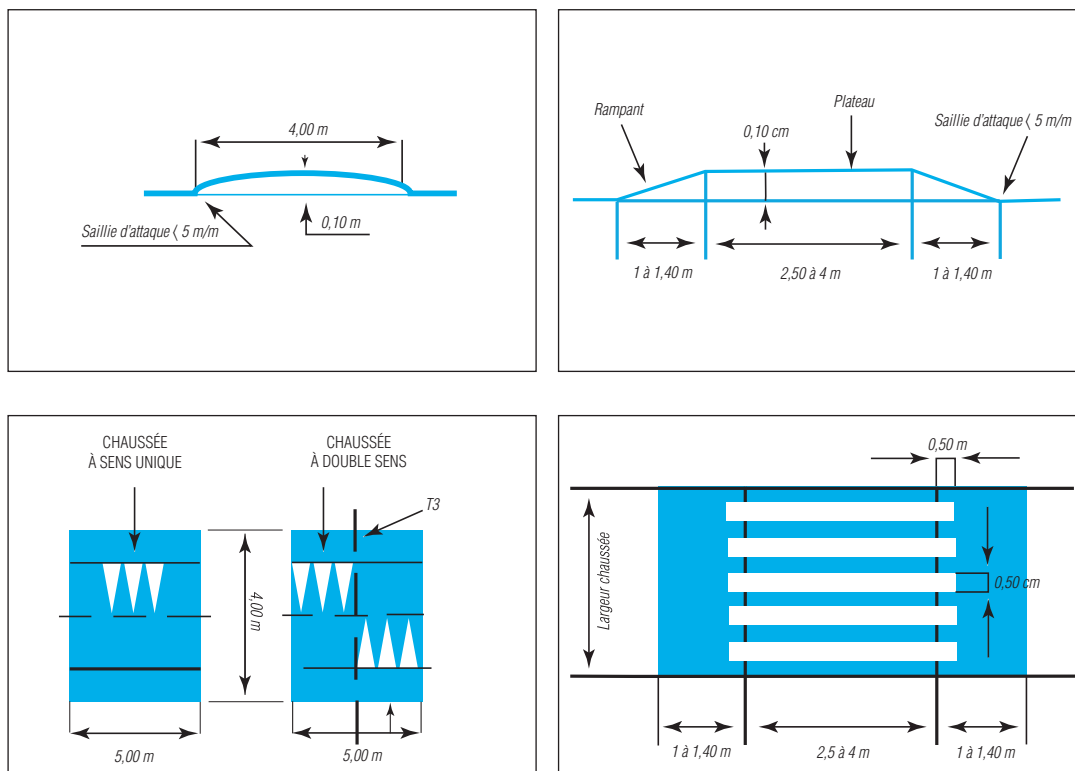 4,00 m
Saillie d'attaque ⟨ 5 m/m
0,10 m
Rampant
Plateau
0,10 cm
Saillie d'attaque ⟨ 5 m/m
1 à 1,40 m
2,50 à 4 m
1 à 1,40 m
CHAUSSÉE
À SENS UNIQUE
CHAUSSÉE
À DOUBLE SENS
T3
4,00 m
5,00 m
5,00 m
0,50 m
Largeur chaussée
0,50 cm
1 à 1,40 m
2,5 à 4 m
1 à 1,40 m